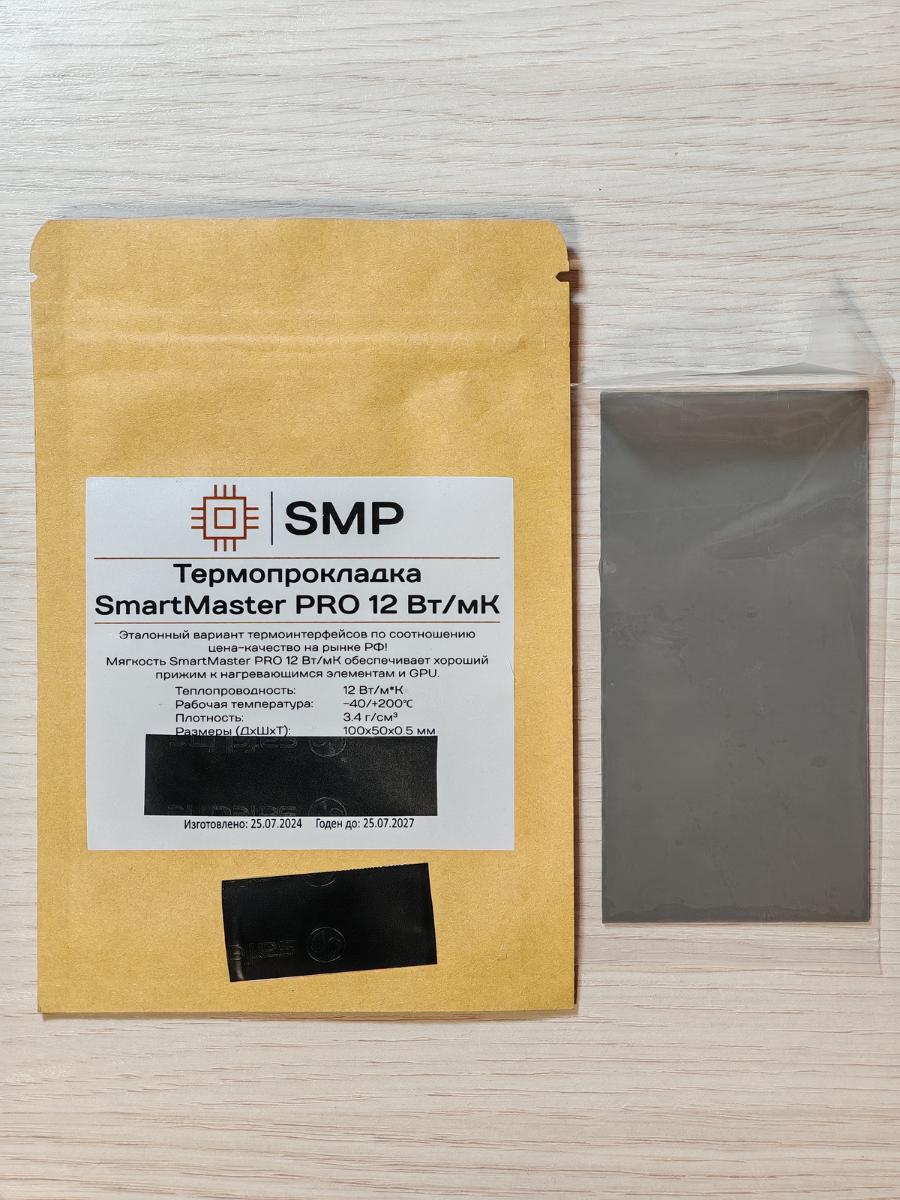 SMP
Термопрокладка
SmartMaster PRO 12 Вт/мК
Эталонный вариант термоинтерфейсов по соотношению
цена-качество на рынке РФ!
Мягкость SmartMaster PRO 12 Вт/мК обеспечивает хороший
прижим к нагревающимся элементам и GPU.
Теплопроводность: 12 Вт/м*К
Рабочая температура: -40/+200℃
Плотность: 3.4 г/см³
Размеры (ДхШхТ): 100x50x0.5 мм
Изготовлено: 25.07.2024 Годен до: 25.07.2027